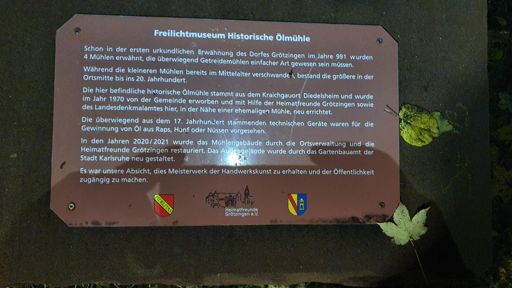 Freilichtmuseum Historische Ölmühle
Schon in der ersten urkundlichen Erwähnung des Dorfes Grötzingen im Jahre 991 wurden
4 Mühlen erwähnt, die überwiegend Getreidemühlen einfacher Art gewesen sein müssen.
Während die kleineren Mühlen bereits im Mittelalter verschwanden, bestand die größere in der
Ortsmitte bis ins 20. Jahrhundert.
Die hier befindliche historische Ölmühle stammt aus dem Kraichgauort Diedelsheim und wurde
im Jahr 1970 von der Gemeinde erworben und mit Hilfe der Heimatfreunde Grötzingen sowie
des Landesdenkmalamtes hier, in der Nähe einer ehemaligen Mühle, neu errichtet.
Die überwiegend aus dem 17. Jahrhundert stammenden technischen Geräte waren für die
Gewinnung von Öl aus Raps, Hanf oder Nüssen vorgesehen.
In den Jahren 2020/2021 wurde das Mühlengebäude durch die Ortsverwaltung und die
Heimatfreunde Grötzingen restauriert. Das Außengelände wurde durch das Gartenbauamt der
Stadt Karlsruhe neu gestaltet.
Es war unsere Absicht, dies Meisterwerk der Handwerkskunst zu erhalten und der Öffentlichkeit
zugänglich zu machen.
Heimatfreunde
Grötzingen e.V.